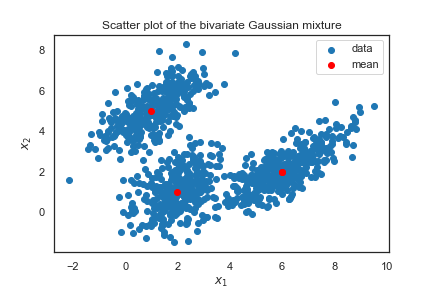 Scatter plot of the bivariate Gaussian mixture
data
mean
8
6
4
2
0
x₂
−2 0 2 4 6 8 10
x₁